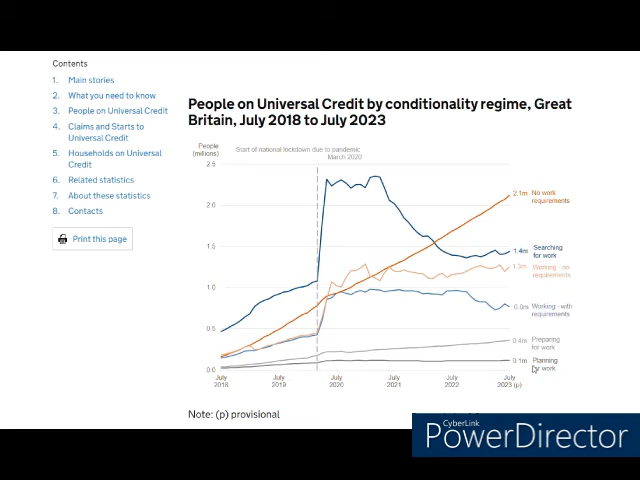 Contents
1. Main stories
2. What you need to know
3. People on Universal Credit
4. Claims and Starts to
Universal Credit
5. Households on Universal
Credit
6. Related statistics
7. About these statistics
8. Contacts
Print this page
People on Universal Credit by conditionality regime, Great
Britain, July 2018 to July 2023
People
(millions)
Start of national lockdown due to pandemic
March 2020
2.5
2.0
1.5
1.0
0.5
0.0
2.1m No work
requirements
1.4m Searching
for work
1.3m Working - no
requirements
Working - with
requirements
0.4m Preparing
for work
0.1m Planning
for work
July
2018
July
2019
July
2020
July
2021
July
2022
July
2023 (p)
Note: (p) provisional
CyberLink
PowerDirector